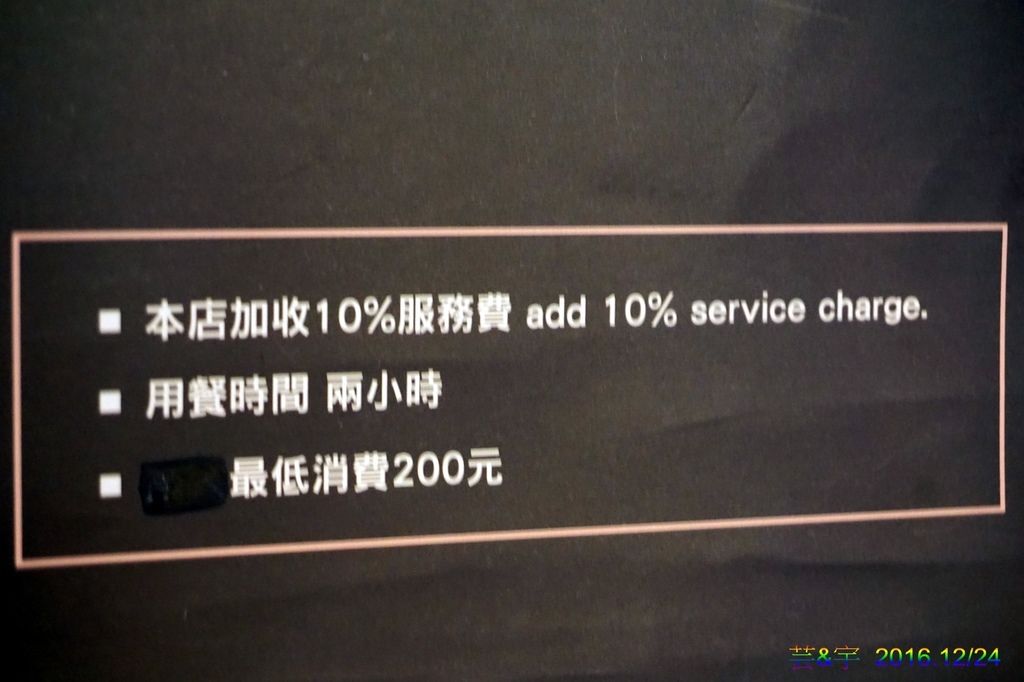 ■ 本店加收10%服務費 add 10% service charge.
■ 用餐時間 兩小時
■ 最低消費200元
芸&宇 2016.12/24